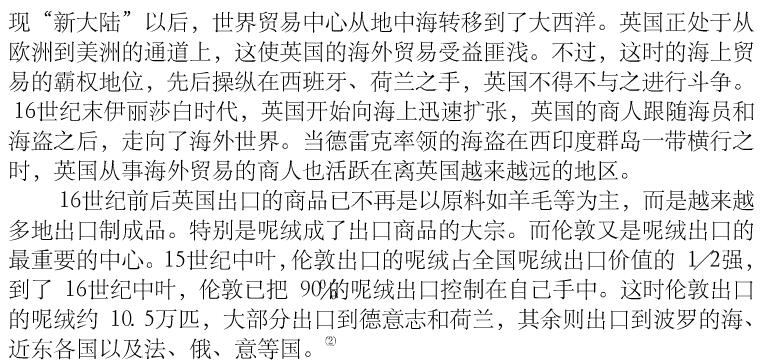 现“新大陆”以后，世界贸易中心从地中海转移到了大西洋。英国正处于从
欧洲到美洲的通道上，这使英国的海外贸易受益匪浅。不过，这时的海上贸
易的霸权地位，先后操纵在西班牙、荷兰之手，英国不得不与之进行斗争。
16世纪末伊丽莎白时代，英国开始向海上迅速扩张，英国的商人跟随海员和
海盗之后，走向了海外世界。当德雷克率领的海盗在西印度群岛一带横行之
时，英国从事海外贸易的商人也活跃在离英国越来越远的地区。
16世纪前后英国出口的商品已不再是以原料如羊毛等为主，而是越来越
多地出口制成品。特别是呢绒成了出口商品的大宗。而伦敦又是呢绒出口的
最重要的中心。15世纪中叶，伦敦出口的呢绒占全国呢绒出口价值的 1/2强，
到了 16世纪中叶，伦敦已把 90%的呢绒出口控制在自己手中。这时伦敦出口
的呢绒约 10.5万匹，大部分出口到德意志和荷兰，其余则出口到波罗的海、
近东各国以及法、俄、意等国。②